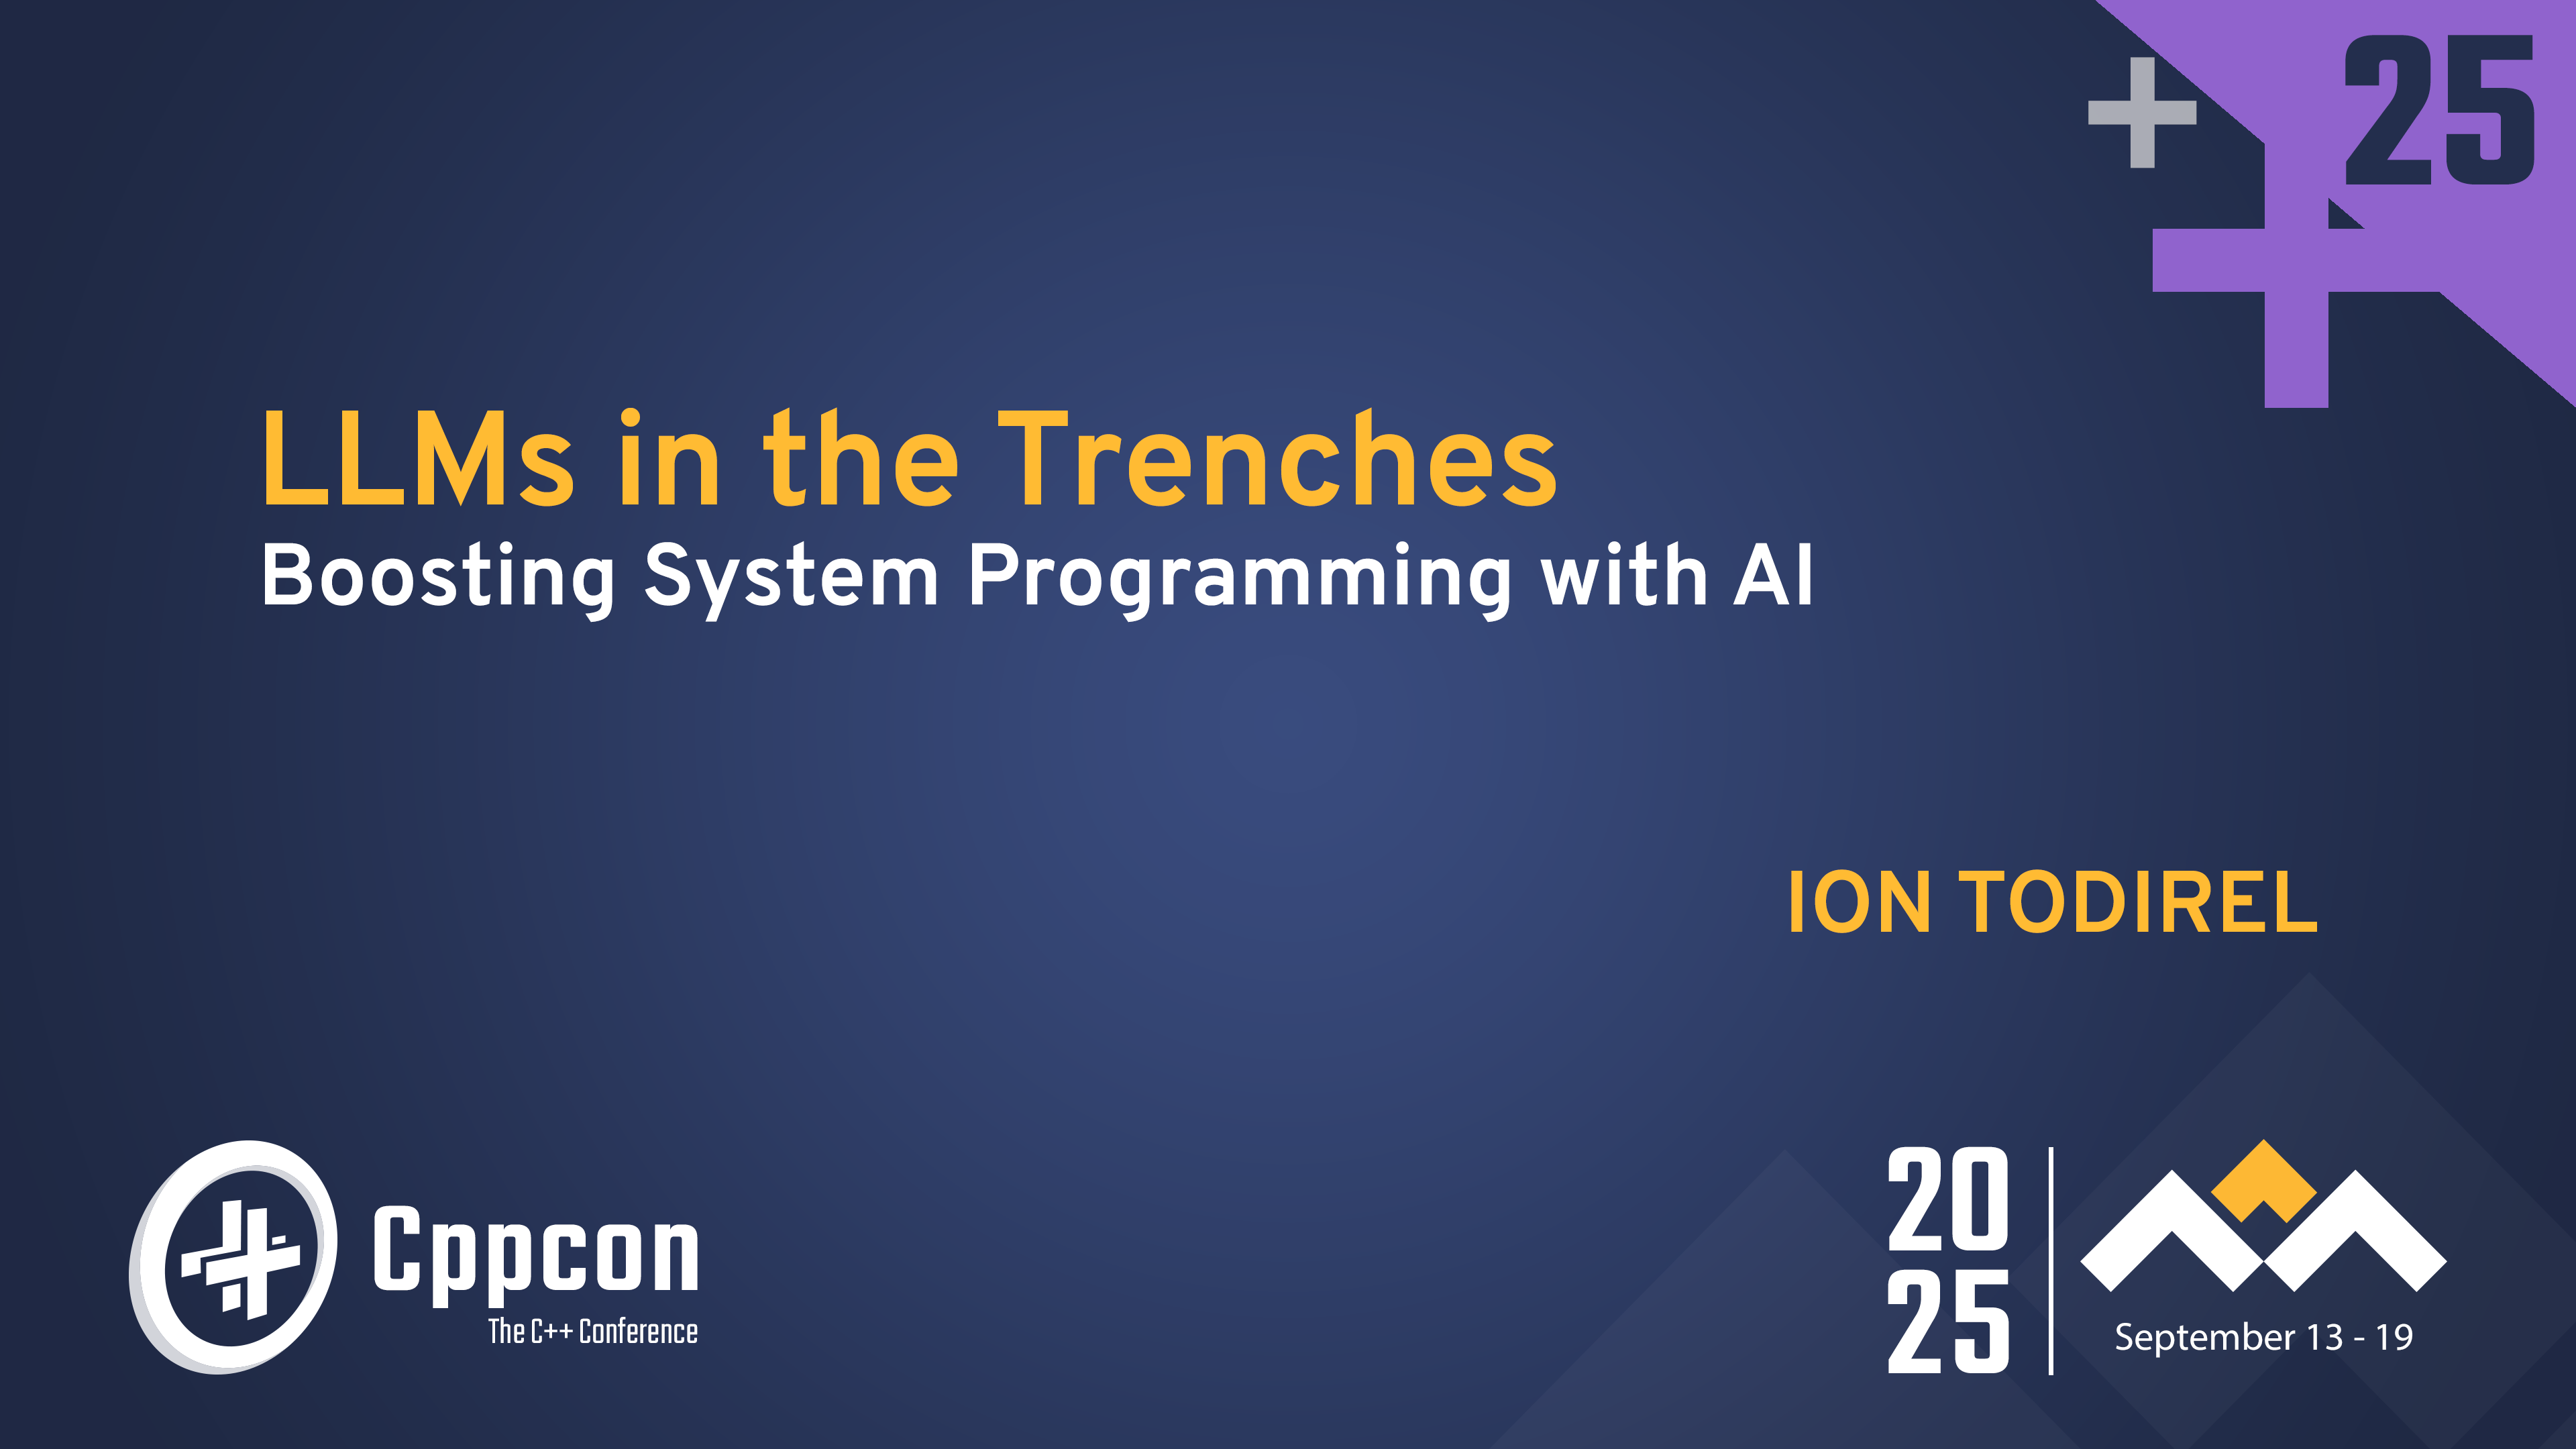 25
LLMs in the Trenches
Boosting System Programming with AI
ION TODIREL
Cppcon
The C++ Conference
20
25
September 13 - 19